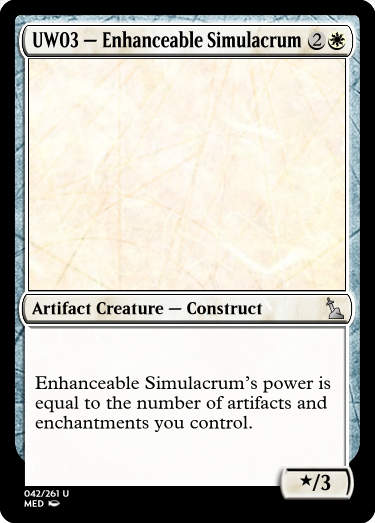 UW03 — Enhanceable Simulacrum 2
Artifact Creature — Construct
Enhanceable Simulacrum's power is
equal to the number of artifacts and
enchantments you control.
★/3
042/261 U
MED